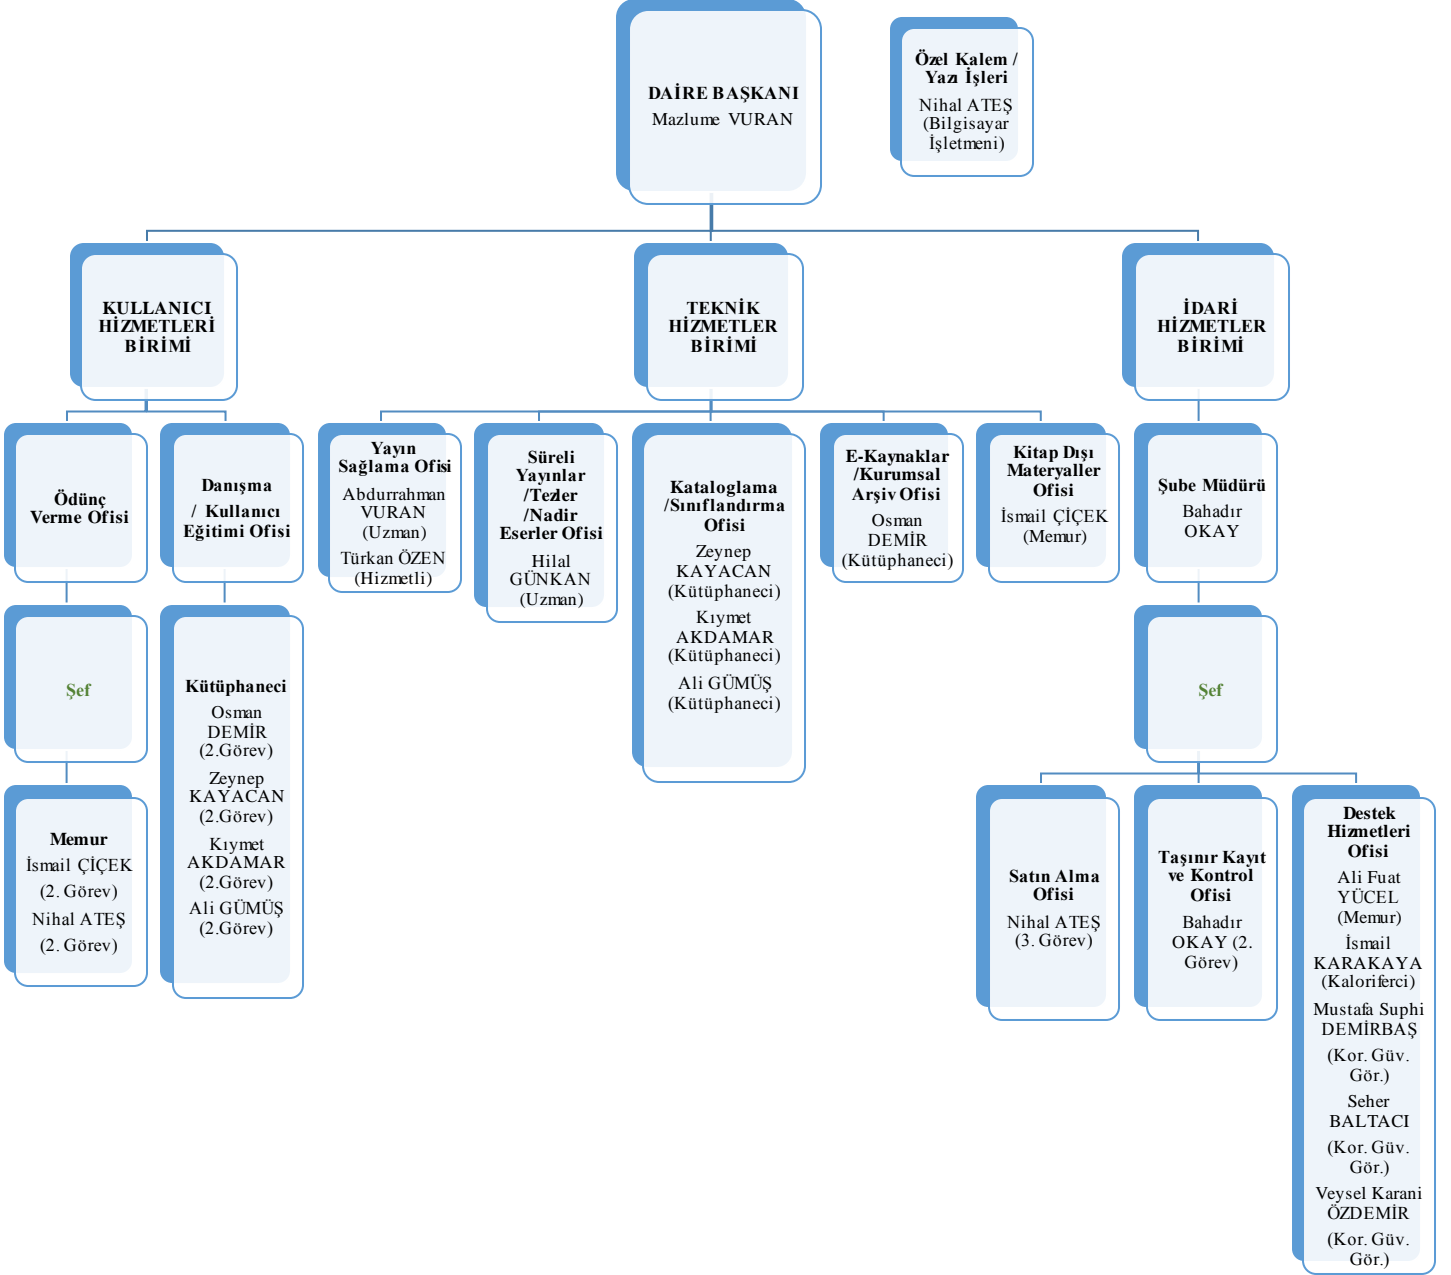 DAİRE BAŞKANI
Mazlume VURAN
Özel Kalem /
Yazı İşleri
Nihal ATEŞ
(Bilgisayar
İşletmeni)
KULLANICI
HİZMETLERİ
BİRİMİ
TEKNİK
HİZMETLER
BİRİMİ
İDARİ
HİZMETLER
BİRİMİ
Ödünç
Verme Ofisi
Danışma
/ Kullanıcı
Eğitimi Ofisi
Yayın
Sağlama Ofisi
Abdurrahman
VURAN
(Uzman)
Türkan ÖZEN
(Hizmetli)
Süreli
Yayınlar
/Tezler
/Nadir
Eserler Ofisi
Hilal
GÜNKAN
(Uzman)
Kataloglama
/Sınıflandırma
Ofisi
Zeynep
KAYACAN
(Kütüphaneci)
Kıymet
AKDAMAR
(Kütüphaneci)
Ali GÜMÜŞ
(Kütüphaneci)
E-Kaynaklar
/Kurumsal
Arşiv Ofisi
Osman
DEMİR
(Kütüphaneci)
Kitap Dışı
Materyaller
Ofisi
İsmail ÇİÇEK
(Memur)
Şube Müdürü
Bahadır
OKAY
Şef
Kütüphaneci
Osman
DEMİR
(2.Görev)
Zeynep
KAYACAN
(2.Görev)
Kıymet
AKDAMAR
(2.Görev)
Ali GÜMÜŞ
(2.Görev)
Şef
Memur
İsmail ÇİÇEK
(2. Görev)
Nihal ATEŞ
(2. Görev)
Satın Alma
Ofisi
Nihal ATEŞ
(3. Görev)
Taşınır Kayıt
ve Kontrol
Ofisi
Bahadır
OKAY (2.
Görev)
Destek
Hizmetleri
Ofisi
Ali Fuat
YÜCEL
(Memur)
İsmail
KARAKAYA
(Kaloriferci)
Mustafa Suphi
DEMİRBAŞ
(Kor. Güv.
Gör.)
Seher
BALTACI
(Kor. Güv.
Gör.)
Veysel Karani
ÖZDEMİR
(Kor. Güv.
Gör.)